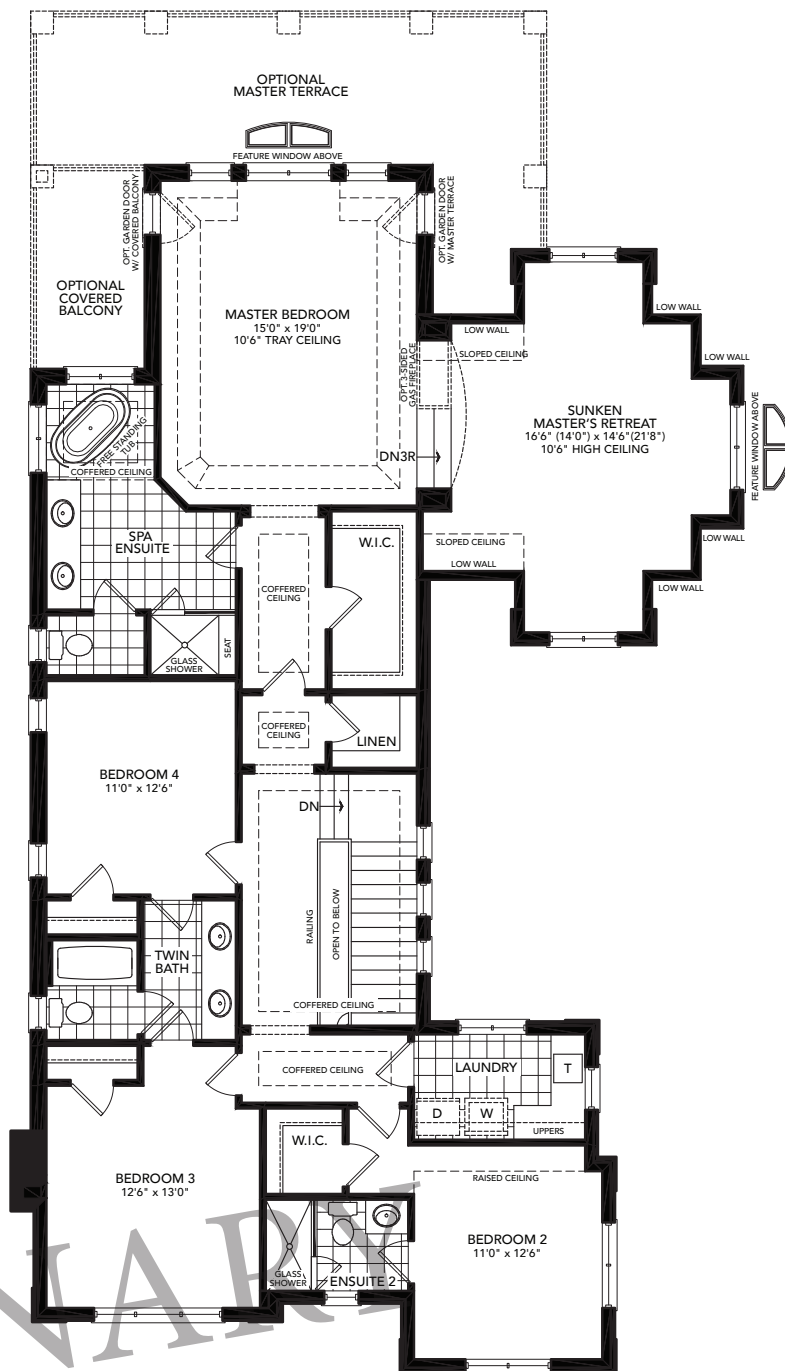 OPTIONAL
MASTER TERRACE
FEATURE WINDOW ABOVE
OPT. GARDEN DOOR
W/ COVERED BALCONY
OPT. GARDEN DOOR
W/ MASTER TERRACE
OPTIONAL
COVERED
BALCONY
MASTER BEDROOM
15'0" x 19'0"
10'6" TRAY CEILING
LOW WALL
SLOPED CEILING
OPT. 3-SIDED
GAS FIREPLACE
LOW WALL
LOW WALL
SUNKEN
MASTER'S RETREAT
16'6" (14'0") x 14'6"(21'8")
10'6" HIGH CEILING
FEATURE WINDOW ABOVE
DN3R
FREE STANDING
TUB
COFFERED CEILING
SPA
ENSUITE
W.I.C.
SLOPED CEILING
LOW WALL
LOW WALL
LOW WALL
COFFERED
CEILING
SEAT
GLASS
SHOWER
COFFERED
CEILING
LINEN
BEDROOM 4
11'0" x 12'6"
DN
RAILING
OPEN TO BELOW
TWIN
BATH
COFFERED CEILING
COFFERED CEILING
LAUNDRY
T
D
W
UPPERS
W.I.C.
BEDROOM 3
12'6" x 13'0"
RAISED CEILING
BEDROOM 2
11'0" x 12'6"
GLASS
SHOWER
ENSUITE 2
NARY